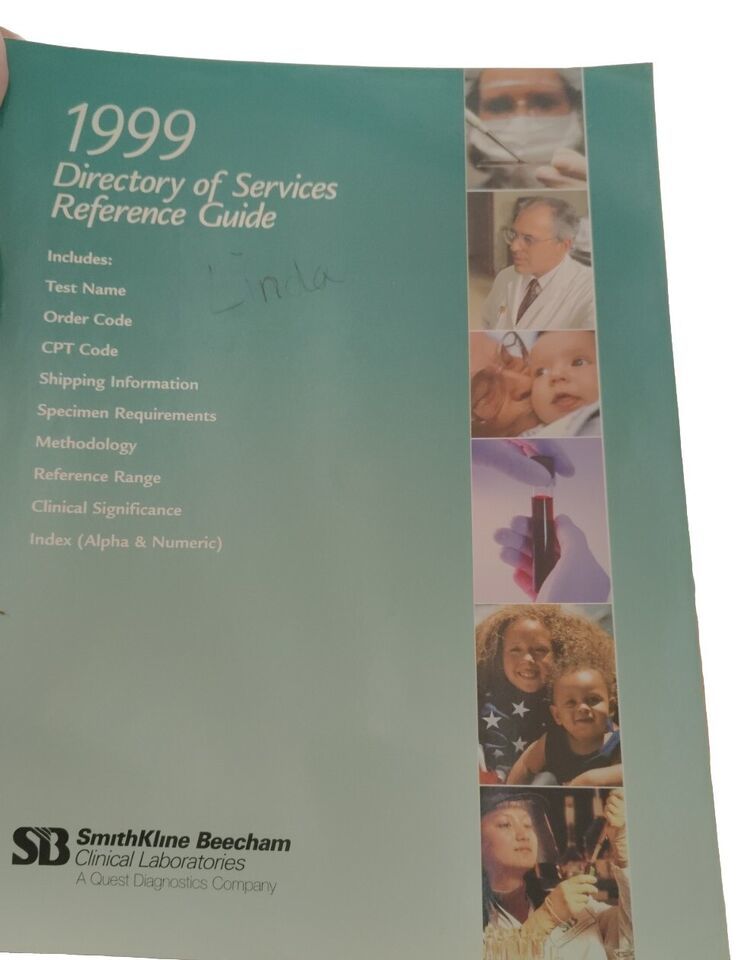 1999
Directory of Services
Reference Guide
Includes:
Linda
Test Name
Order Code
CPT Code
Shipping Information
Specimen Requirements
Methodology
Reference Range
Clinical Significance
Index (Alpha & Numeric)
SB SmithKline Beecham
Clinical Laboratories
A Quest Diagnostics Company